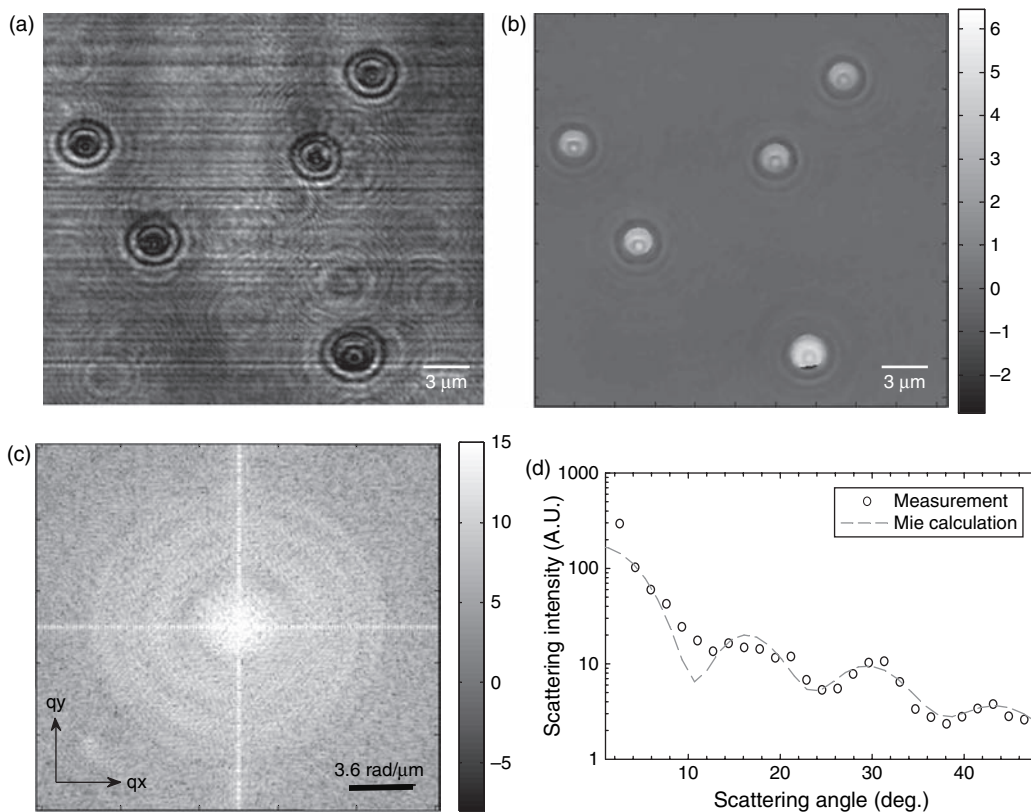 (a)
3 μm
(b)
3 μm
6
5
4
3
2
1
0
−1
−2
(c)
qy
qx
3.6 rad/μm
15
10
5
0
−5
(d)
Scattering intensity (A.U.)
1000
100
10
1
Measurement
Mie calculation
10 20 30 40
Scattering angle (deg.)